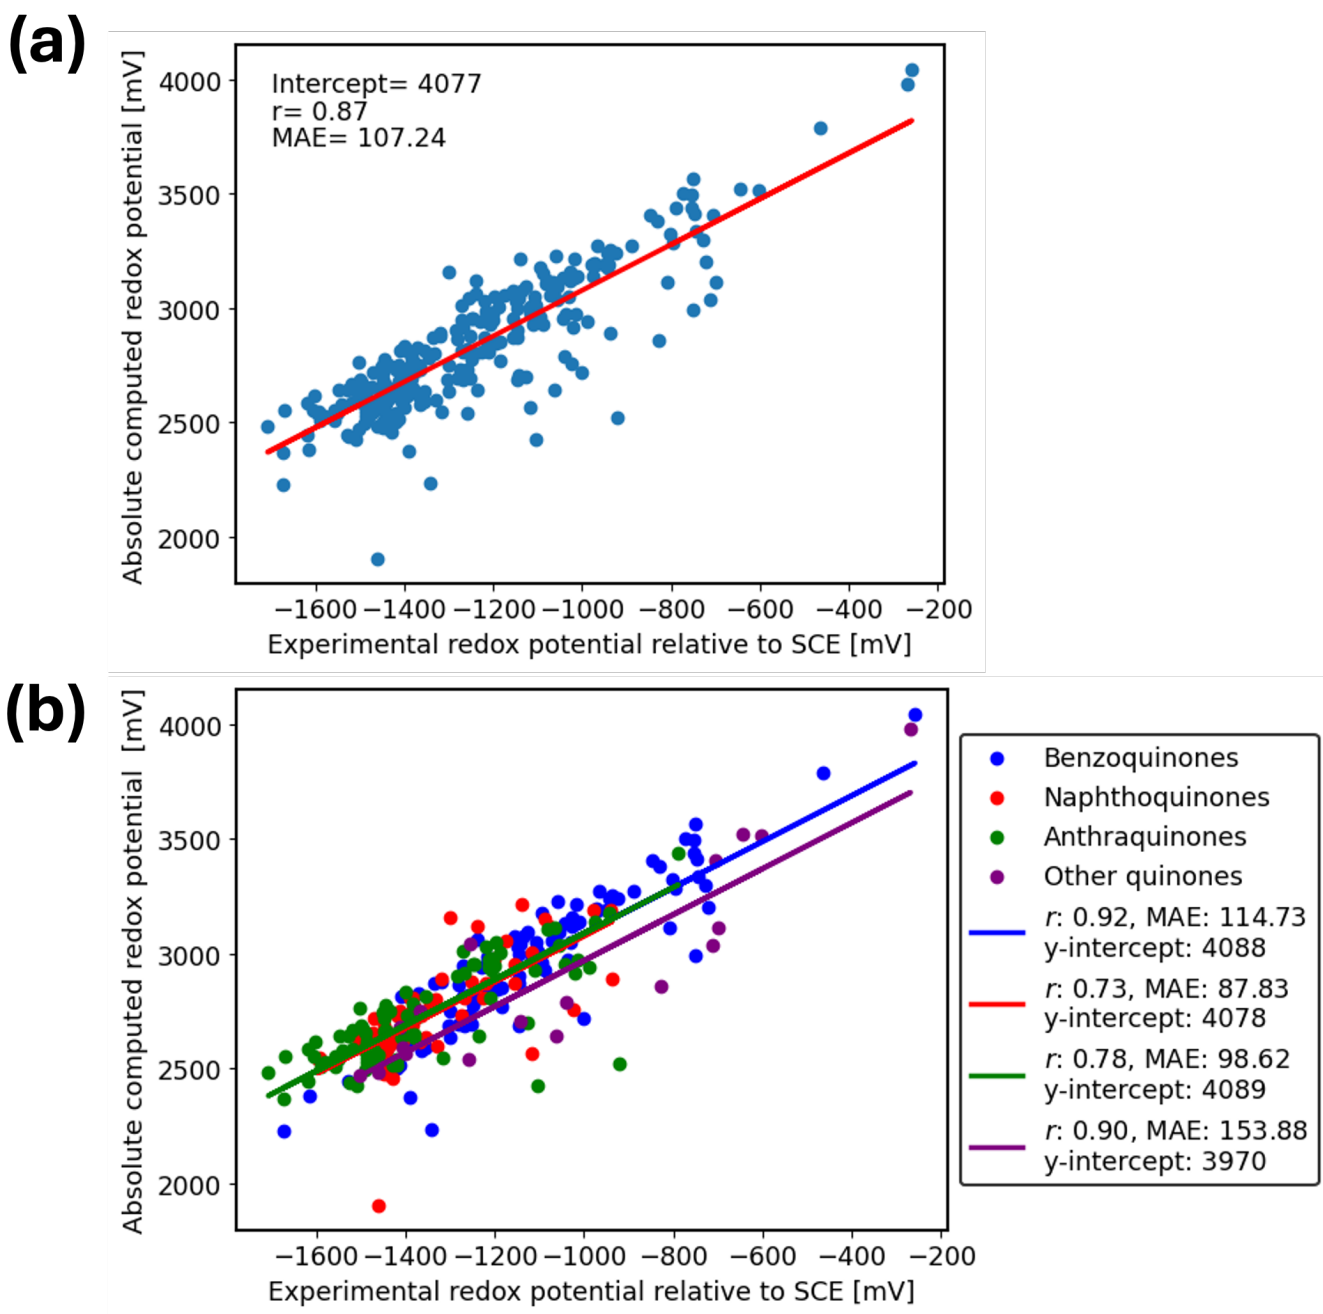 (a)
Absolute computed redox potential [mV]
4000
3500
3000
2500
2000
Intercept= 4077
r= 0.87
MAE= 107.24
−1600 −1400 −1200 −1000 −800 −600 −400 −200
Experimental redox potential relative to SCE [mV]
(b)
Absolute computed redox potential [mV]
4000
3500
3000
2500
2000
−1600 −1400 −1200 −1000 −800 −600 −400 −200
Experimental redox potential relative to SCE [mV]
Benzoquinones
Naphthoquinones
Anthraquinones
Other quinones
r: 0.92, MAE: 114.73
y-intercept: 4088
r: 0.73, MAE: 87.83
y-intercept: 4078
r: 0.78, MAE: 98.62
y-intercept: 4089
r: 0.90, MAE: 153.88
y-intercept: 3970